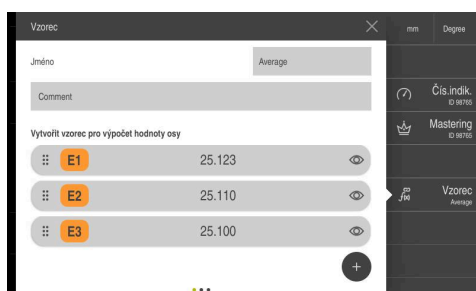 Vzorec
mm Degree
Jméno Average
Comment
Čís.indik.
ID 98765
Mastering
ID 98765
Vytvořit vzorec pro výpočet hodnoty osy
E1 25.123
E2 25.110
E3 25.100
f(x) Vzorec
Average
+